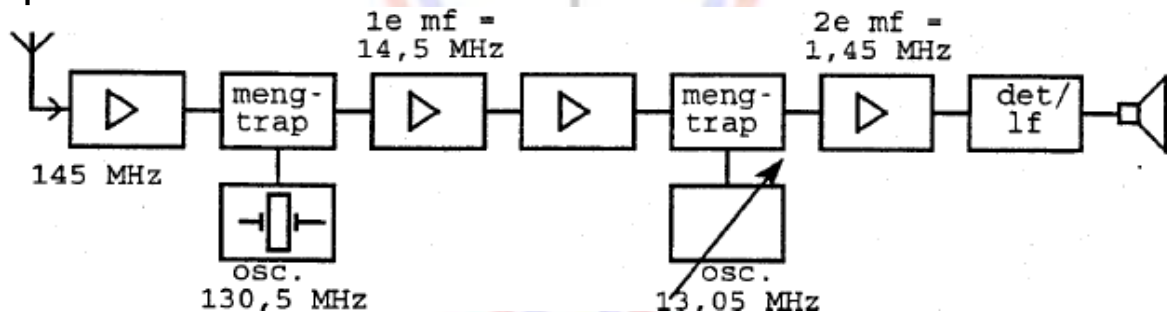 1e mf =
14,5 MHz
2e mf =
1,45 MHz
meng-
trap
meng-
trap
det/
lf
145 MHz
osc.
130,5 MHz
osc.
13,05 MHz